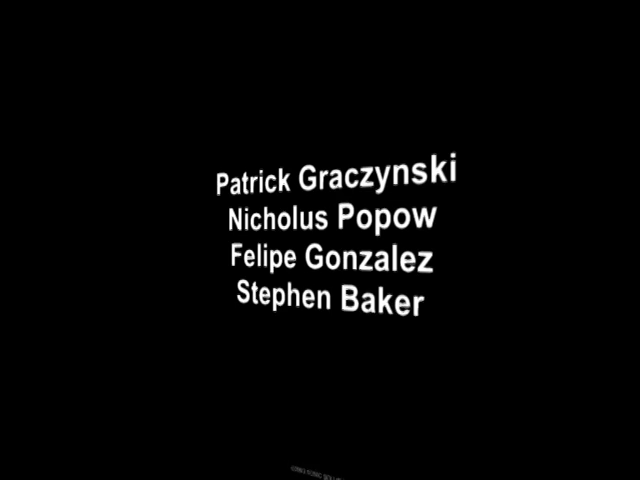 Patrick Graczynski
Nicholus Popow
Felipe Gonzalez
Stephen Baker